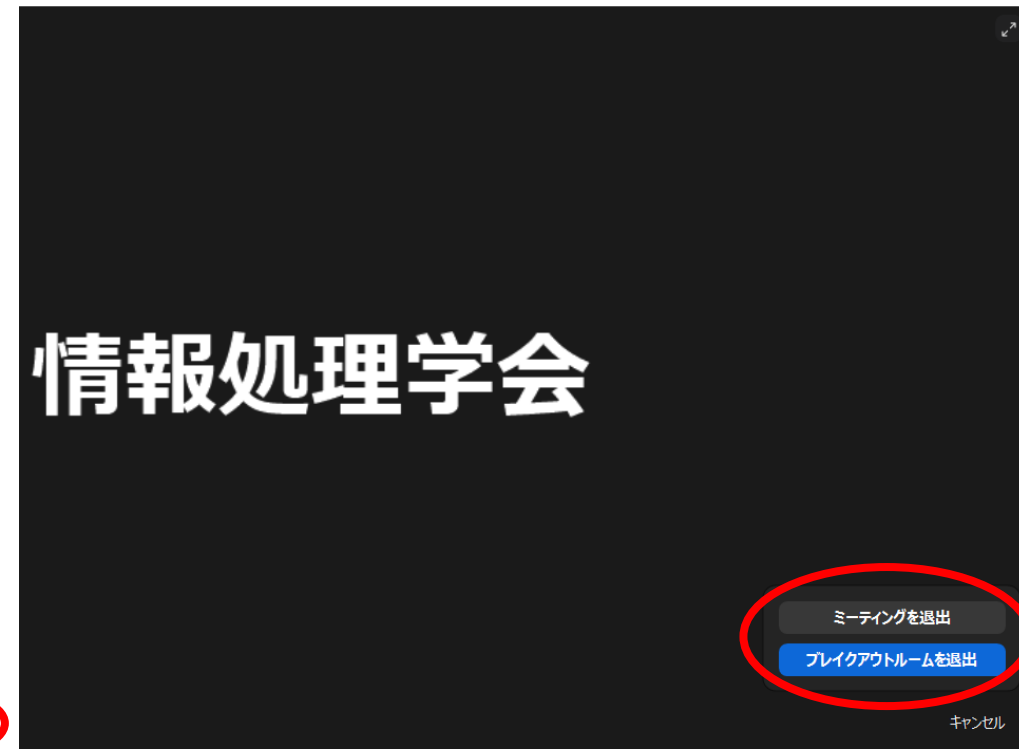 情報処理学会
ミーティングを退出
ブレイクアウトルームを退出
キャンセル